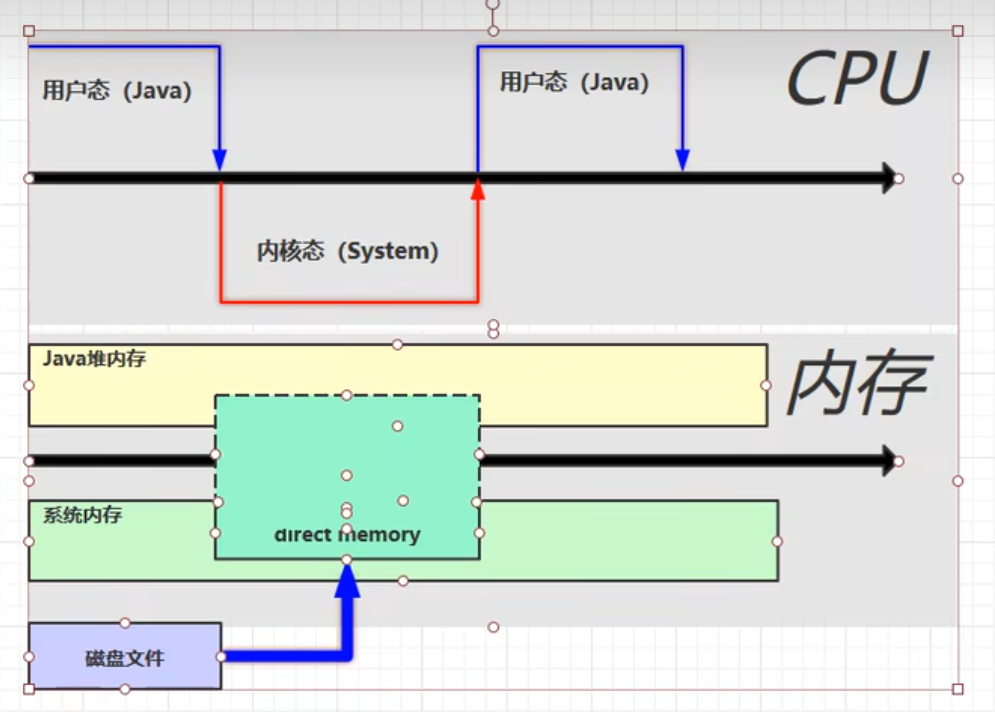 用户态（Java）
用户态（Java）
CPU
内核态（System）
Java堆内存
内存
系统内存
direct memory
磁盘文件